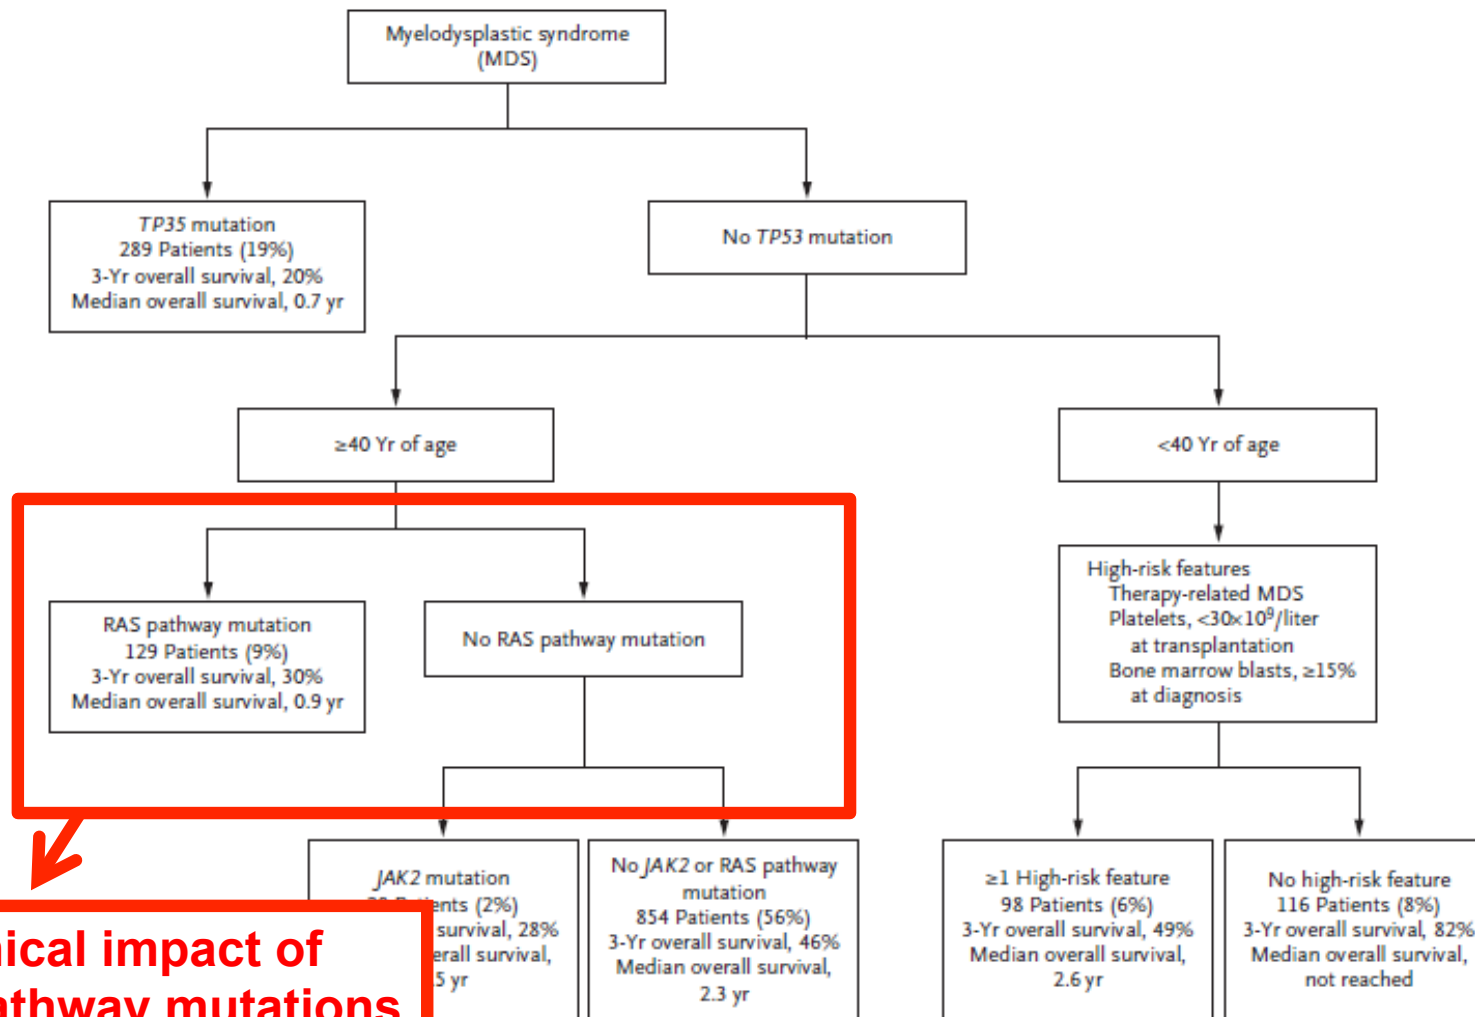 Myelodysplastic syndrome
(MDS)
TP35 mutation
289 Patients (19%)
3-Yr overall survival, 20%
Median overall survival, 0.7 yr
No TP53 mutation
≥40 Yr of age
<40 Yr of age
RAS pathway mutation
129 Patients (9%)
3-Yr overall survival, 30%
Median overall survival, 0.9 yr
No RAS pathway mutation
High-risk features
Therapy-related MDS
Platelets, <30×10⁹/liter
at transplantation
Bone marrow blasts, ≥15%
at diagnosis
JAK2 mutation
(2%)
survival, 28%
survival,
yr
No JAK2 or RAS pathway
mutation
854 Patients (56%)
3-Yr overall survival, 46%
Median overall survival,
2.3 yr
≥1 High-risk feature
98 Patients (6%)
3-Yr overall survival, 49%
Median overall survival,
2.6 yr
No high-risk feature
116 Patients (8%)
3-Yr overall survival, 82%
Median overall survival,
not reached
impact of
mutations